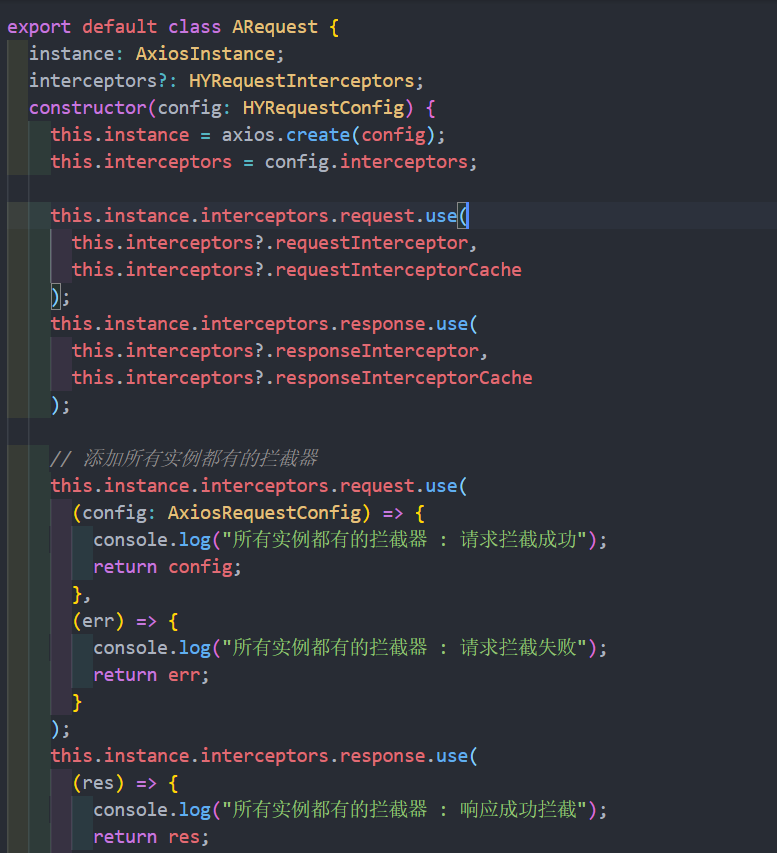 export default class ARequest {
instance: AxiosInstance;
interceptors?: HYRequestInterceptors;
constructor(config: HYRequestConfig) {
this.instance = axios.create(config);
this.interceptors = config.interceptors;
this.instance.interceptors.request.use(
this.interceptors?.requestInterceptor,
this.interceptors?.requestInterceptorCache
);
this.instance.interceptors.response.use(
this.interceptors?.responseInterceptor,
this.interceptors?.responseInterceptorCache
);
// 添加所有实例都有的拦截器
this.instance.interceptors.request.use(
(config: AxiosRequestConfig) => {
console.log("所有实例都有的拦截器 : 请求拦截成功");
return config;
},
(err) => {
console.log("所有实例都有的拦截器 : 请求拦截失败");
return err;
}
);
this.instance.interceptors.response.use(
(res) => {
console.log("所有实例都有的拦截器 : 响应成功拦截");
return res;